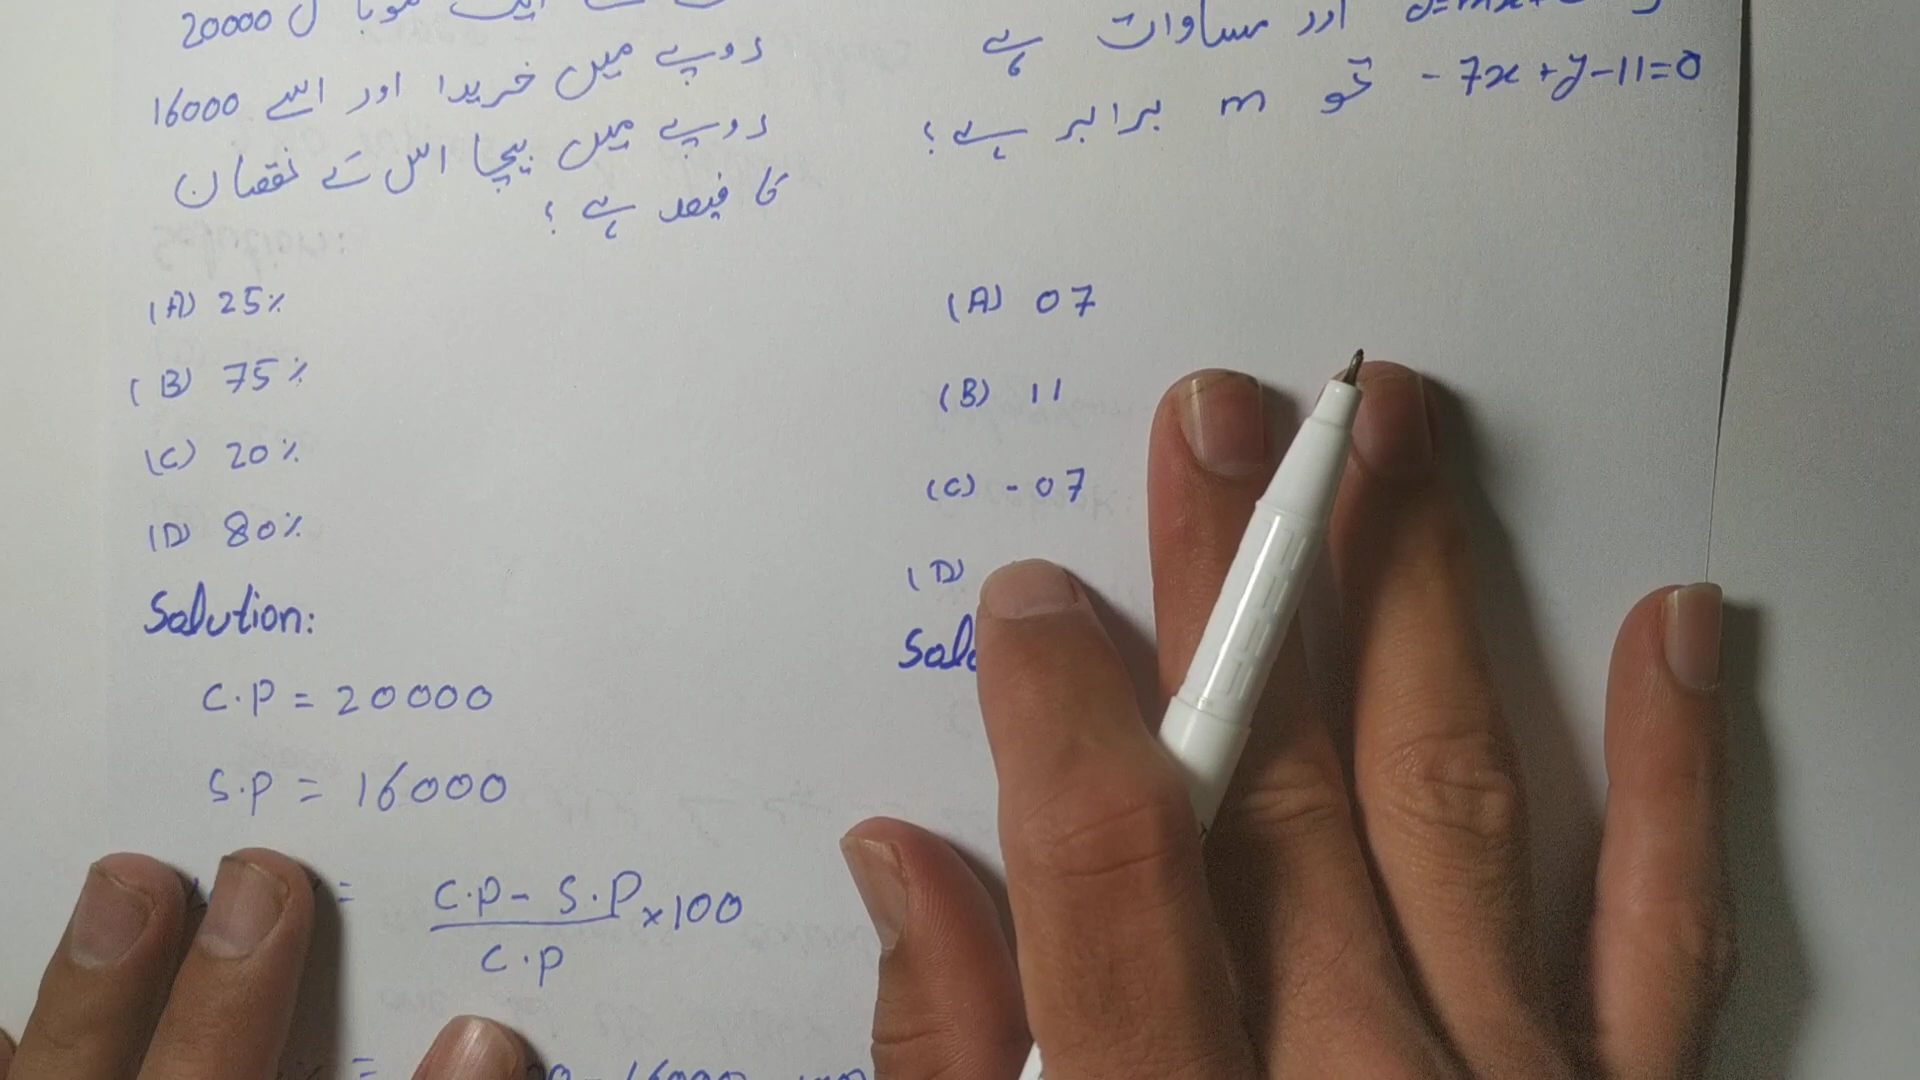 20000
روپے میں خریدا اور اسے 16000
روپے میں بیچا اس کے نقصان
کا فیصد ہے؟
(A) 25%
(B) 75%
(C) 20%
(D) 80%
Solution:
C.P = 20000
S.P = 16000
= C.P - S.P × 100
C.P
اور مساوات ہے
-7x+y-11=0 تو m برابر ہے؟
(A) 07
(B) 11
(C) -07
(D)